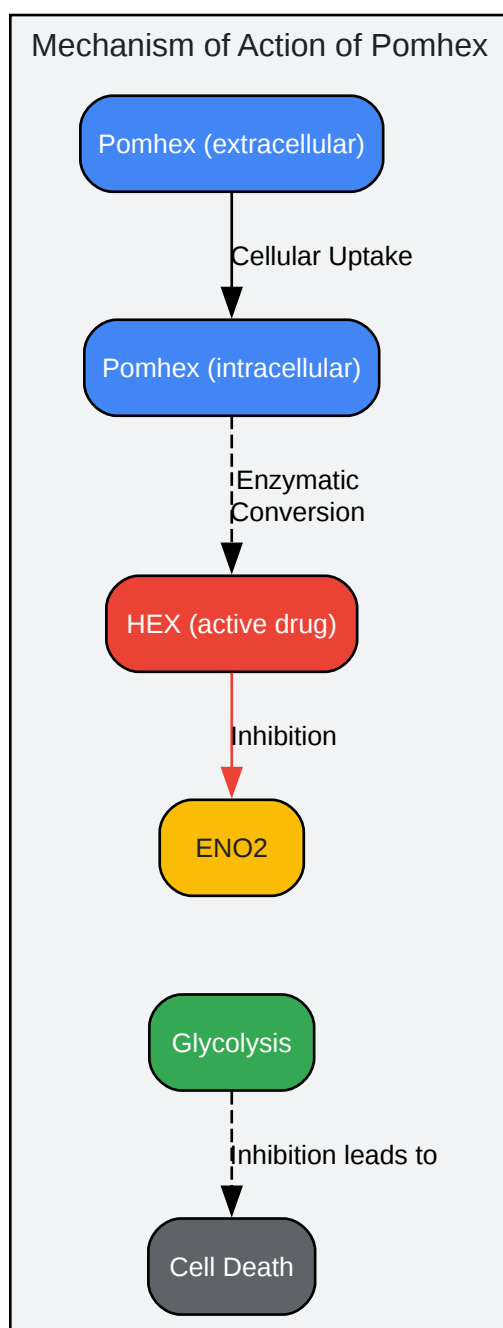 Mechanism of Action of Pomhex
Pomhex (extracellular)
Cellular Uptake
Pomhex (intracellular)
Enzymatic
Conversion
HEX (active drug)
Inhibition
ENO2
Glycolysis
Inhibition leads to
Cell Death